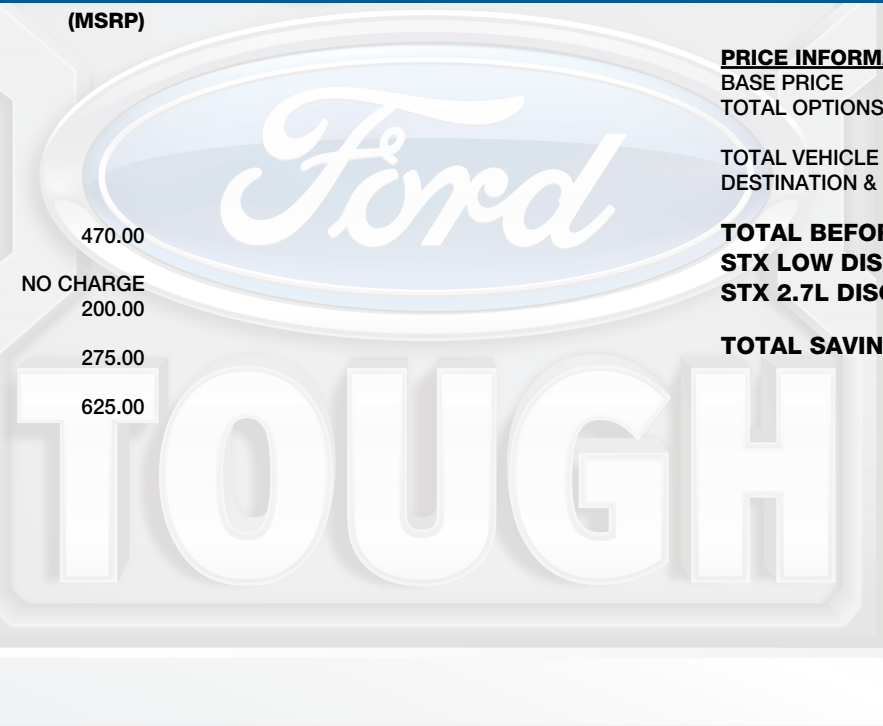 (MSRP)
470.00
NO CHARGE
200.00
275.00
625.00
PRICE INFORMA
BASE PRICE
TOTAL OPTIONS
TOTAL VEHICLE
DESTINATION &
TOTAL BEFOR
STX LOW DIS
STX 2.7L DISC
TOTAL SAVIN
Ford
TOUGH